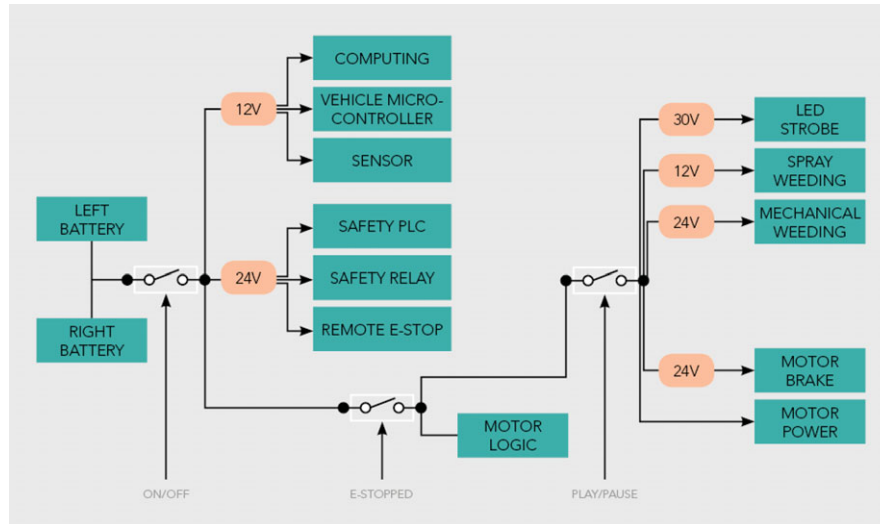 COMPUTING
12V
VEHICLE MICRO-
CONTROLLER
SENSOR
LEFT
BATTERY
RIGHT
BATTERY
SAFETY PLC
24V
SAFETY RELAY
REMOTE E-STOP
MOTOR
LOGIC
30V
LED
STROBE
12V
SPRAY
WEEDING
24V
MECHANICAL
WEEDING
24V
MOTOR
BRAKE
MOTOR
POWER
ON/OFF
E-STOPPED
PLAY/PAUSE